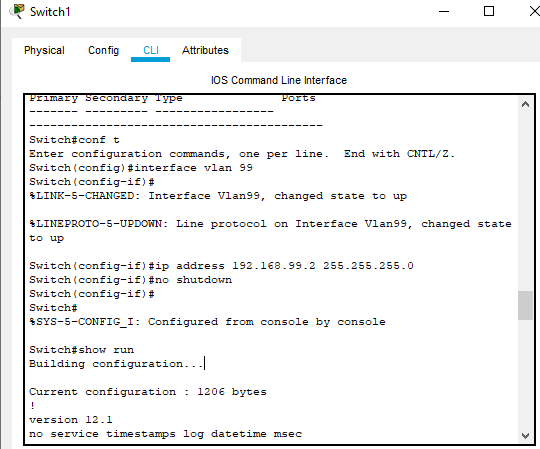 Switch1
Physical Config CLI Attributes
IOS Command Line Interface
Primary Secondary Type Ports
------- --------- ----------------- ------------------------------------------
Switch#conf t
Enter configuration commands, one per line. End with CNTL/Z.
Switch(config)#interface vlan 99
Switch(config-if)#
%LINK-5-CHANGED: Interface Vlan99, changed state to up
%LINEPROTO-5-UPDOWN: Line protocol on Interface Vlan99, changed state
to up
Switch(config-if)#ip address 192.168.99.2 255.255.255.0
Switch(config-if)#no shutdown
Switch(config-if)#
Switch#
%SYS-5-CONFIG_I: Configured from console by console
Switch#show run
Building configuration...
Current configuration : 1206 bytes
!
version 12.1
no service timestamps log datetime msec